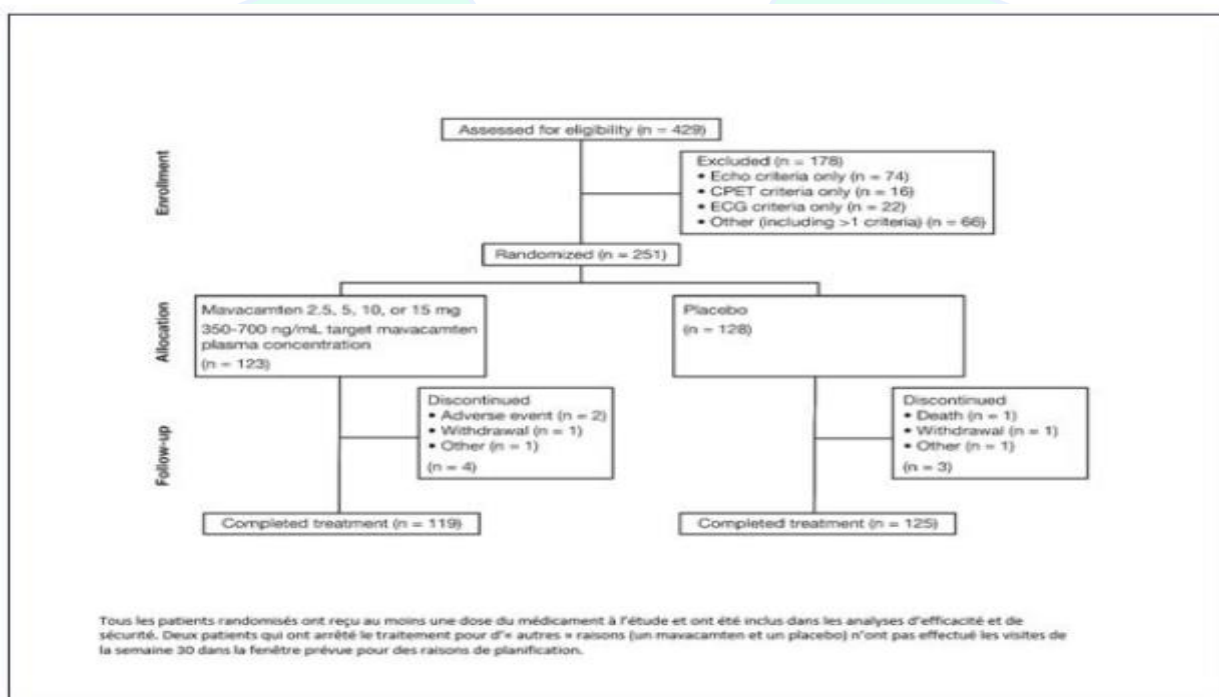 Assessed for eligibility (n = 429)
Enrollment
Excluded (n = 178)
• Echo criteria only (n = 74)
• CPET criteria only (n = 16)
• ECG criteria only (n = 22)
• Other (including >1 criteria) (n = 66)
Randomized (n = 251)
Allocation
Mavacamten 2.5, 5, 10, or 15 mg
350-700 ng/mL target mavacamten
plasma concentration
(n = 123)
Placebo
(n = 128)
Follow-up
Discontinued
• Adverse event (n = 2)
• Withdrawal (n = 1)
• Other (n = 1)
(n = 4)
Discontinued
• Death (n = 1)
• Withdrawal (n = 1)
• Other (n = 1)
(n = 3)
Completed treatment (n = 119)
Completed treatment (n = 125)
Tous les patients randomisés ont reçu au moins une dose du médicament à l'étude et ont été inclus dans les analyses d'efficacité et de
sécurité. Deux patients qui ont arrêté le traitement pour d'« autres » raisons (un mavacamten et un placebo) n'ont pas effectué les visites de
la semaine 30 dans la fenêtre prévue pour des raisons de planification.